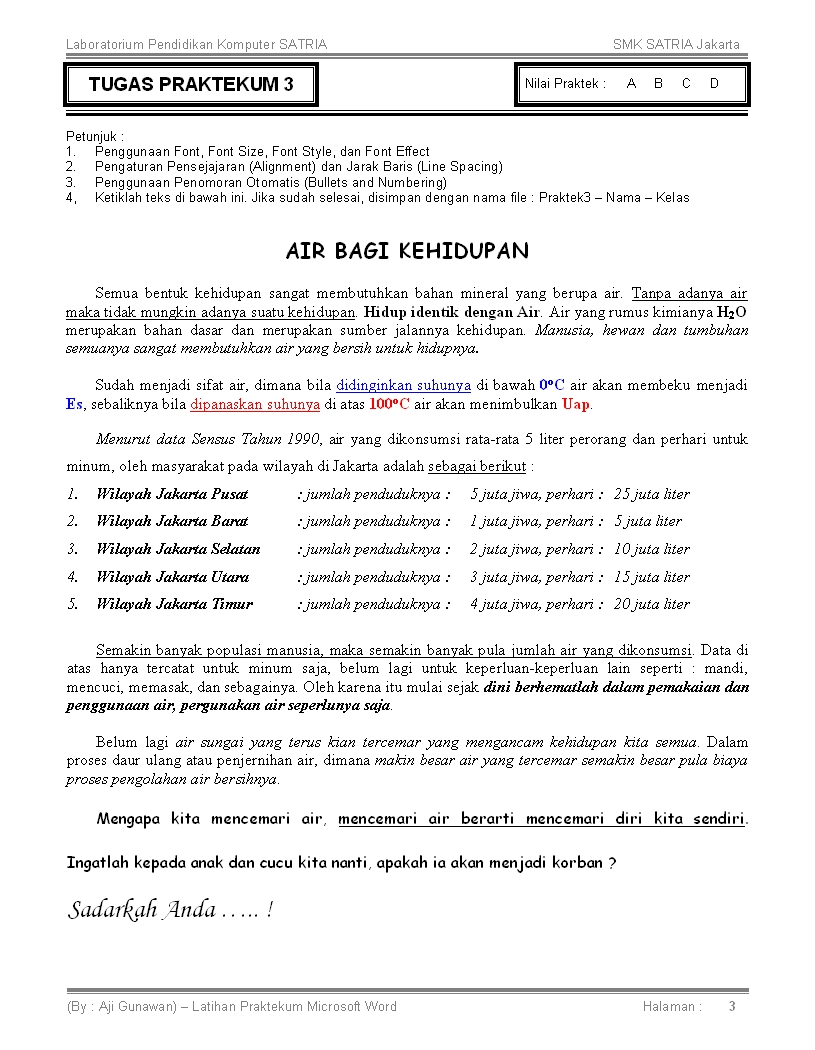 Laboratorium Pendidikan Komputer SATRIA SMK SATRIA Jakarta
TUGAS PRAKTEKUM 3
Nilai Praktek : A B C D
Petunjuk :
1. Penggunaan Font, Font Size, Font Style, dan Font Effect
2. Pengaturan Pensejajaran (Alignment) dan Jarak Baris (Line Spacing)
3. Penggunaan Penomoran Otomatis (Bullets and Numbering)
4, Ketiklah teks di bawah ini. Jika sudah selesai, disimpan dengan nama file : Praktek3 – Nama – Kelas
AIR BAGI KEHIDUPAN
Semua bentuk kehidupan sangat membutuhkan bahan mineral yang berupa air. Tanpa adanya air
maka tidak mungkin adanya suatu kehidupan. Hidup identik dengan Air. Air yang rumus kimianya H₂O
merupakan bahan dasar dan merupakan sumber jalannya kehidupan. Manusia, hewan dan tumbuhan
semuanya sangat membutuhkan air yang bersih untuk hidupnya.
Sudah menjadi sifat air, dimana bila didinginkan suhunya di bawah 0°C air akan membeku menjadi
Es, sebaliknya bila dipanaskan suhunya di atas 100°C air akan menimbulkan Uap.
Menurut data Sensus Tahun 1990, air yang dikonsumsi rata-rata 5 liter perorang dan perhari untuk
minum, oleh masyarakat pada wilayah di Jakarta adalah sebagai berikut :
1. Wilayah Jakarta Pusat : jumlah penduduknya : 5 juta jiwa, perhari : 25 juta liter
2. Wilayah Jakarta Barat : jumlah penduduknya : 1 juta jiwa, perhari : 5 juta liter
3. Wilayah Jakarta Selatan : jumlah penduduknya : 2 juta jiwa, perhari : 10 juta liter
4. Wilayah Jakarta Utara : jumlah penduduknya : 3 juta jiwa, perhari : 15 juta liter
5. Wilayah Jakarta Timur : jumlah penduduknya : 4 juta jiwa, perhari : 20 juta liter
Semakin banyak populasi manusia, maka semakin banyak pula jumlah air yang dikonsumsi. Data di
atas hanya tercatat untuk minum saja, belum lagi untuk keperluan-keperluan lain seperti : mandi,
mencuci, memasak, dan sebagainya. Oleh karena itu mulai sejak dini berhematlah dalam pemakaian dan
penggunaan air, pergunakan air seperlunya saja.
Belum lagi air sungai yang terus kian tercemar yang mengancam kehidupan kita semua. Dalam
proses daur ulang atau penjernihan air, dimana makin besar air yang tercemar semakin besar pula biaya
proses pengolahan air bersihnya.
Mengapa kita mencemari air, mencemari air berarti mencemari diri kita sendiri.
Ingatlah kepada anak dan cucu kita nanti, apakah ia akan menjadi korban ?
Sadarkah Anda ..... !
(By : Aji Gunawan) – Latihan Praktekum Microsoft Word Halaman : 3